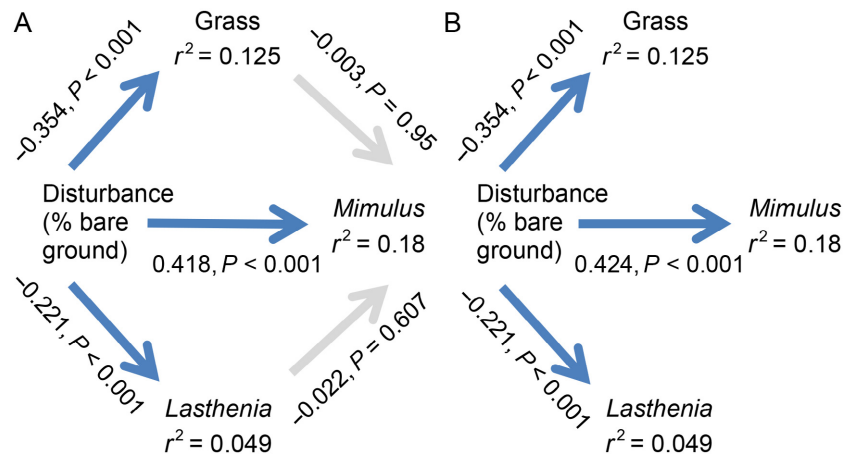 A
Grass
r² = 0.125
−0.354, P < 0.001
−0.003, P = 0.95
Disturbance
(% bare
ground)
0.418, P < 0.001
Mimulus
r² = 0.18
−0.221, P < 0.001
−0.022, P = 0.607
Lasthenia
r² = 0.049
B
Grass
r² = 0.125
−0.354, P < 0.001
Disturbance
(% bare
ground)
0.424, P < 0.001
Mimulus
r² = 0.18
−0.221, P < 0.001
Lasthenia
r² = 0.049